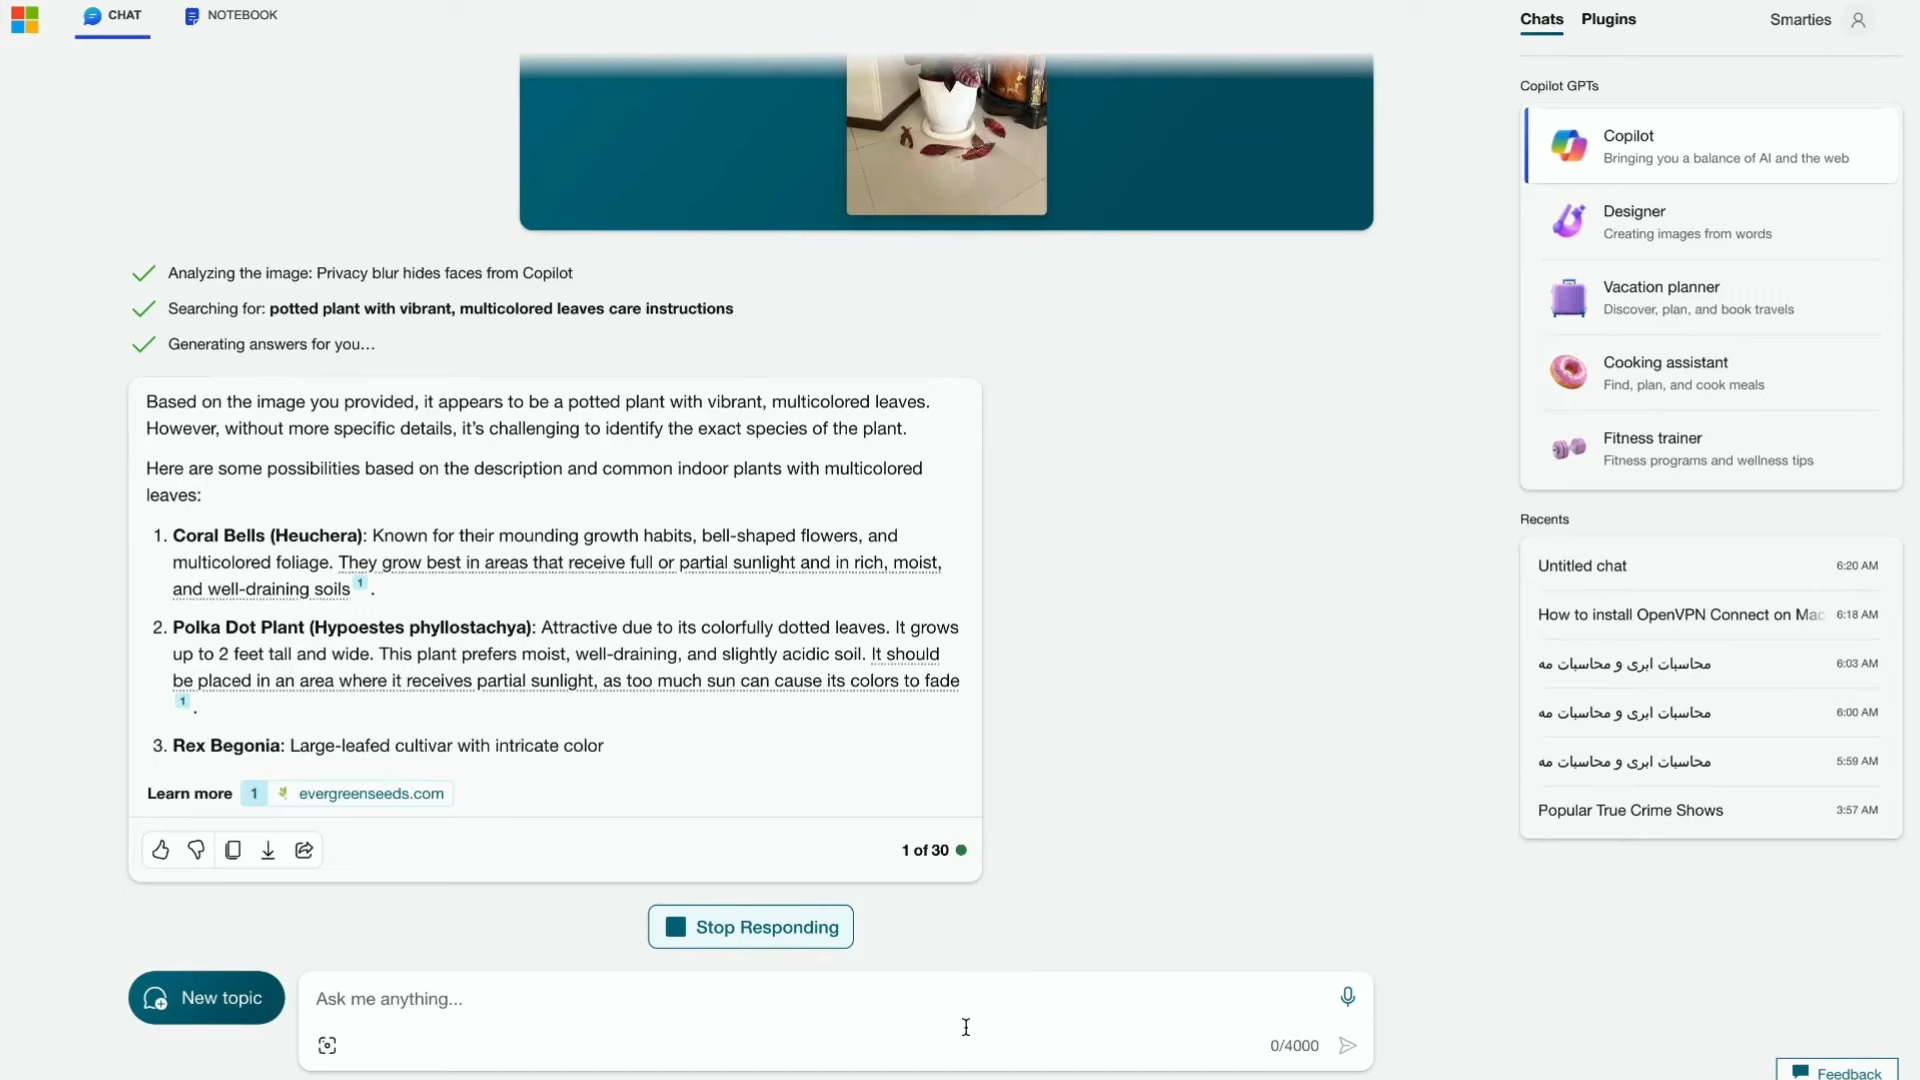 CHAT
NOTEBOOK
Chats
Plugins
Smarties
Analyzing the image: Privacy blur hides faces from Copilot
Searching for: potted plant with vibrant, multicolored leaves care instructions
Generating answers for you...
Based on the image you provided, it appears to be a potted plant with vibrant, multicolored leaves.
However, without more specific details, it's challenging to identify the exact species of the plant.
Here are some possibilities based on the description and common indoor plants with multicolored
leaves:
1. Coral Bells (Heuchera): Known for their mounding growth habits, bell-shaped flowers, and
multicolored foliage. They grow best in areas that receive full or partial sunlight and in rich, moist,
and well-draining soils 1 .
2. Polka Dot Plant (Hypoestes phyllostachya): Attractive due to its colorfully dotted leaves. It grows
up to 2 feet tall and wide. This plant prefers moist, well-draining, and slightly acidic soil. It should
be placed in an area where it receives partial sunlight, as too much sun can cause its colors to fade
1 .
3. Rex Begonia: Large-leafed cultivar with intricate color
Learn more 1 evergreenseeds.com
1 of 30
Stop Responding
New topic
Ask me anything...
0/4000
Copilot GPTs
Copilot
Bringing you a balance of AI and the web
Designer
Creating images from words
Vacation planner
Discover, plan, and book travels
Cooking assistant
Find, plan, and cook meals
Fitness trainer
Fitness programs and wellness tips
Recents
Untitled chat 6:20 AM
How to install OpenVPN Connect on Mac 6:18 AM
محاسبات ابری و محاسبات مه 6:03 AM
محاسبات ابری و محاسبات مه 6:00 AM
محاسبات ابری و محاسبات مه 5:59 AM
Popular True Crime Shows 3:57 AM
Feedback